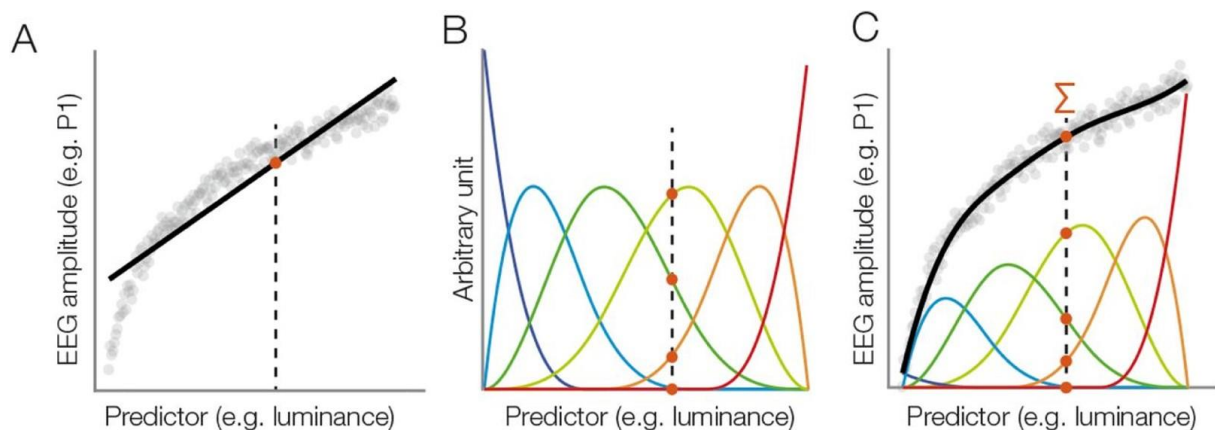 A
EEG amplitude (e.g. P1)
Predictor (e.g. luminance)
B
Arbitrary unit
Predictor (e.g. luminance)
C
EEG amplitude (e.g. P1)
Σ
Predictor (e.g. luminance)